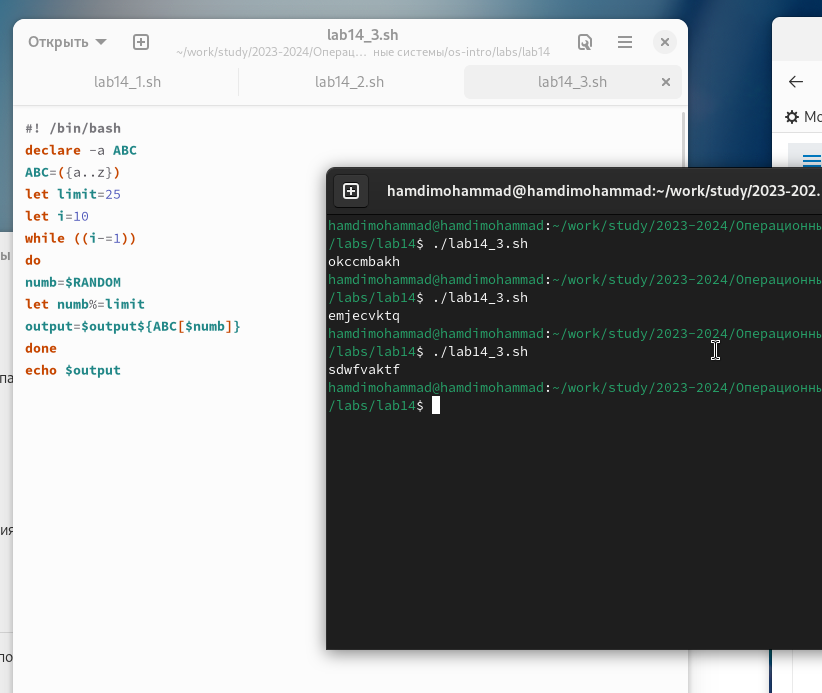 lab14_3.sh
Открыть
~/work/study/2023-2024/Операц… ные системы/os-intro/labs/lab14
lab14_1.sh
lab14_2.sh
lab14_3.sh
#! /bin/bash
declare -a ABC
ABC=({a..z})
let limit=25
let i=10
while ((i-=1))
do
numb=$RANDOM
let numb%=limit
output=$output${ABC[$numb]}
done
echo $output
hamdimohammad@hamdimohammad:~/work/study/2023-202.
hamdimohammad@hamdimohammad:~/work/study/2023-2024/Операционны
/labs/lab14$ ./lab14_3.sh
okccmbakh
hamdimohammad@hamdimohammad:~/work/study/2023-2024/Операционны
/labs/lab14$ ./lab14_3.sh
emjecvktq
hamdimohammad@hamdimohammad:~/work/study/2023-2024/Операционны
/labs/lab14$ ./lab14_3.sh
sdwfvaktf
hamdimohammad@hamdimohammad:~/work/study/2023-2024/Операционны
/labs/lab14$